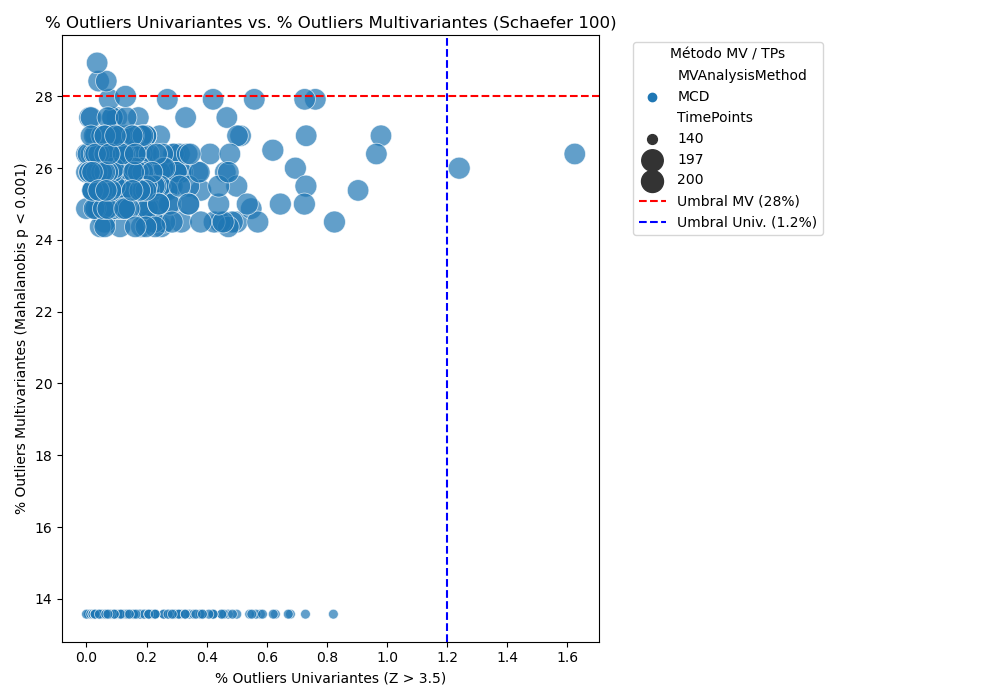 % Outliers Univariantes vs. % Outliers Multivariantes (Schaefer 100)
% Outliers Multivariantes (Mahalanobis p < 0.001)
28
26
24
22
20
18
16
14
0.0 0.2 0.4 0.6 0.8 1.0 1.2 1.4 1.6
% Outliers Univariantes (Z > 3.5)
Método MV / TPs
MVAnalysisMethod
MCD
TimePoints
140
197
200
Umbral MV (28%)
Umbral Univ. (1.2%)